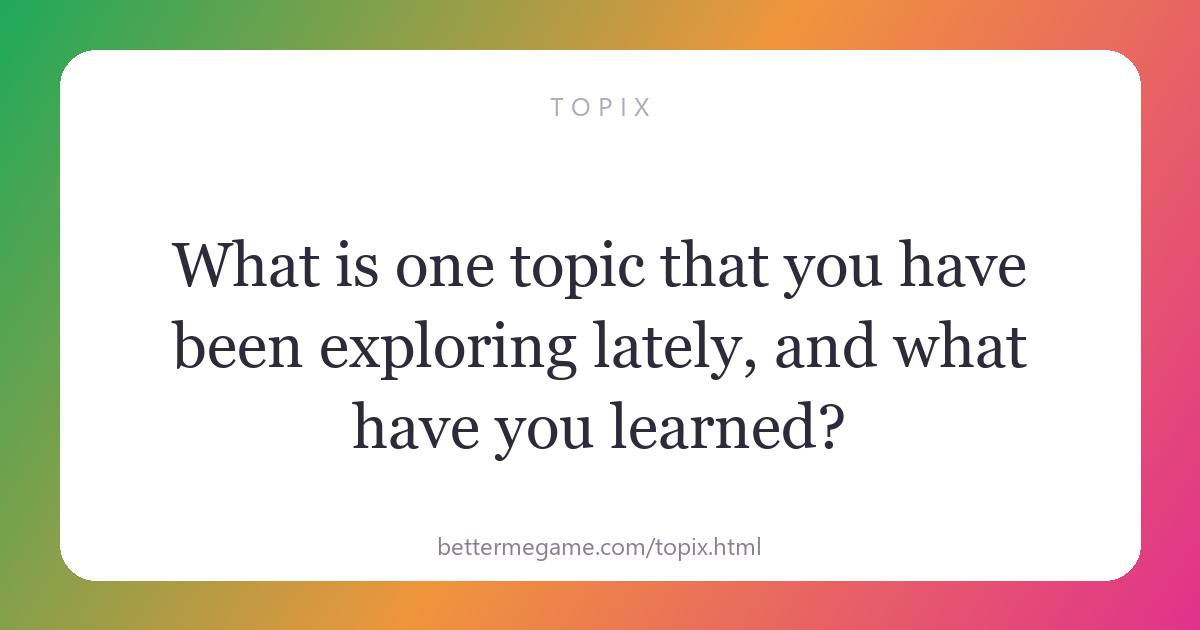 TOPIX
What is one topic that you have
been exploring lately, and what
have you learned?
bettermegame.com/topix.html